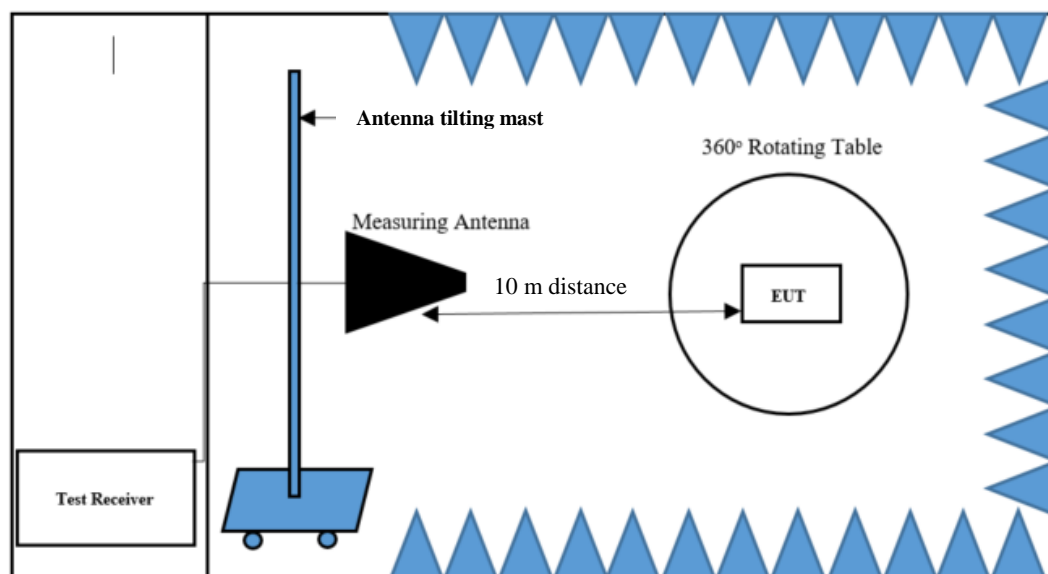 Antenna tilting mast
360° Rotating Table
Measuring Antenna
10 m distance
EUT
Test Receiver